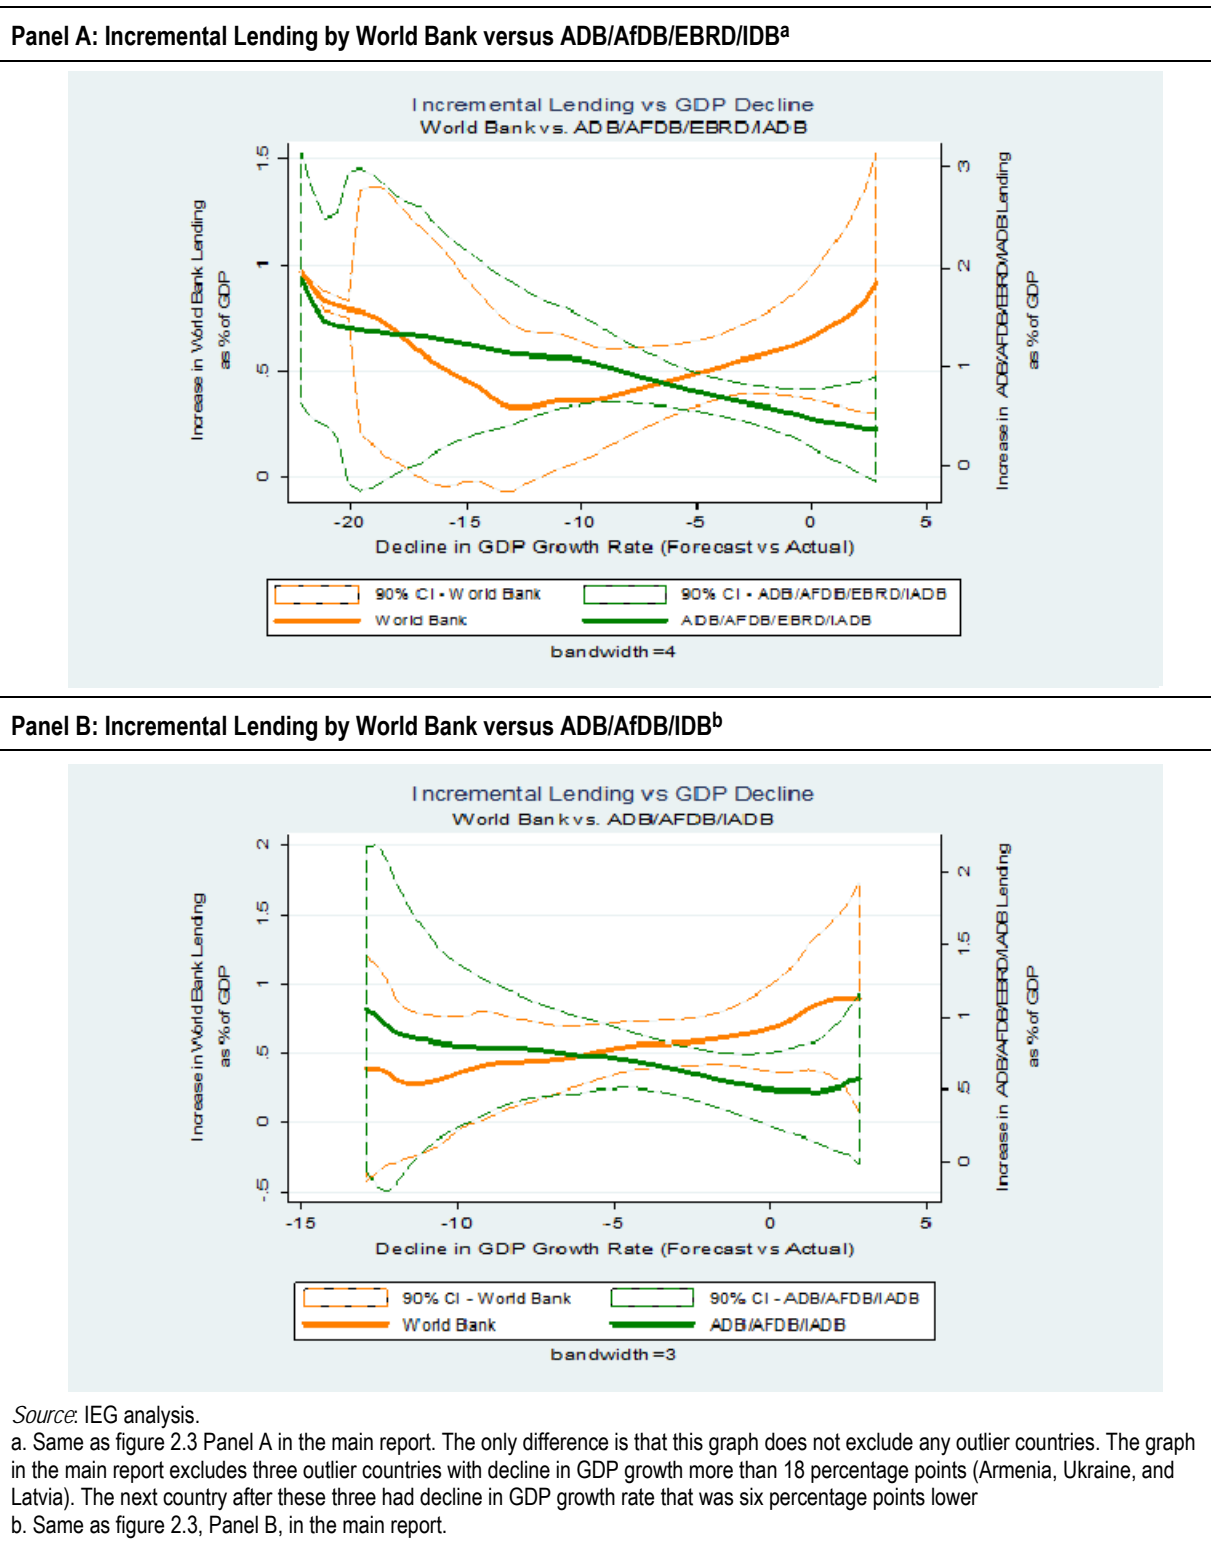 Panel A: Incremental Lending by World Bank versus ADB/AfDB/EBRD/IDBa
Incremental Lending vs GDP Decline
World Bank vs. ADB/AFDB/EBRD/IADB
Increase in World Bank Lending
as % of GDP
1.5
1
.5
0
3
2
1
0
Increase in ADB/AFDB/EBRD/IADB Lending
as % of GDP
-20 -15 -10 -5 0 5
Decline in GDP Growth Rate (Forecast vs Actual)
90% CI - World Bank 90% CI - ADB/AFDB/EBRD/IADB
World Bank ADB/AFDB/EBRD/IADB
bandwidth =4
Panel B: Incremental Lending by World Bank versus ADB/AfDB/IDBb
Incremental Lending vs GDP Decline
World Bank vs. ADB/AFDB/IADB
Increase in World Bank Lending
as % of GDP
2
1.5
1
.5
0
-.5
2
1.5
1
.5
0
Increase in ADB/AFDB/EBRD/IADB Lending
as % of GDP
-15 -10 -5 0 5
Decline in GDP Growth Rate (Forecast vs Actual)
90% CI - World Bank 90% CI - ADB/AFDB/IADB
World Bank ADB/AFDB/IADB
bandwidth =3
Source: IEG analysis.
a. Same as figure 2.3 Panel A in the main report. The only difference is that this graph does not exclude any outlier countries. The graph
in the main report excludes three outlier countries with decline in GDP growth more than 18 percentage points (Armenia, Ukraine, and
Latvia). The next country after these three had decline in GDP growth rate that was six percentage points lower
b. Same as figure 2.3, Panel B, in the main report.